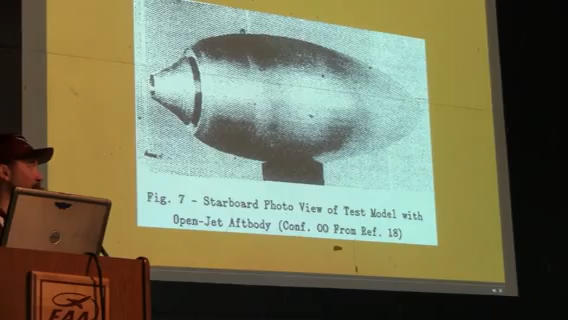 Fig. 7 - Starboard Photo View of Test Model with
Open-Jet Aftbody (Conf. 00 From Ref. 18)
EAA